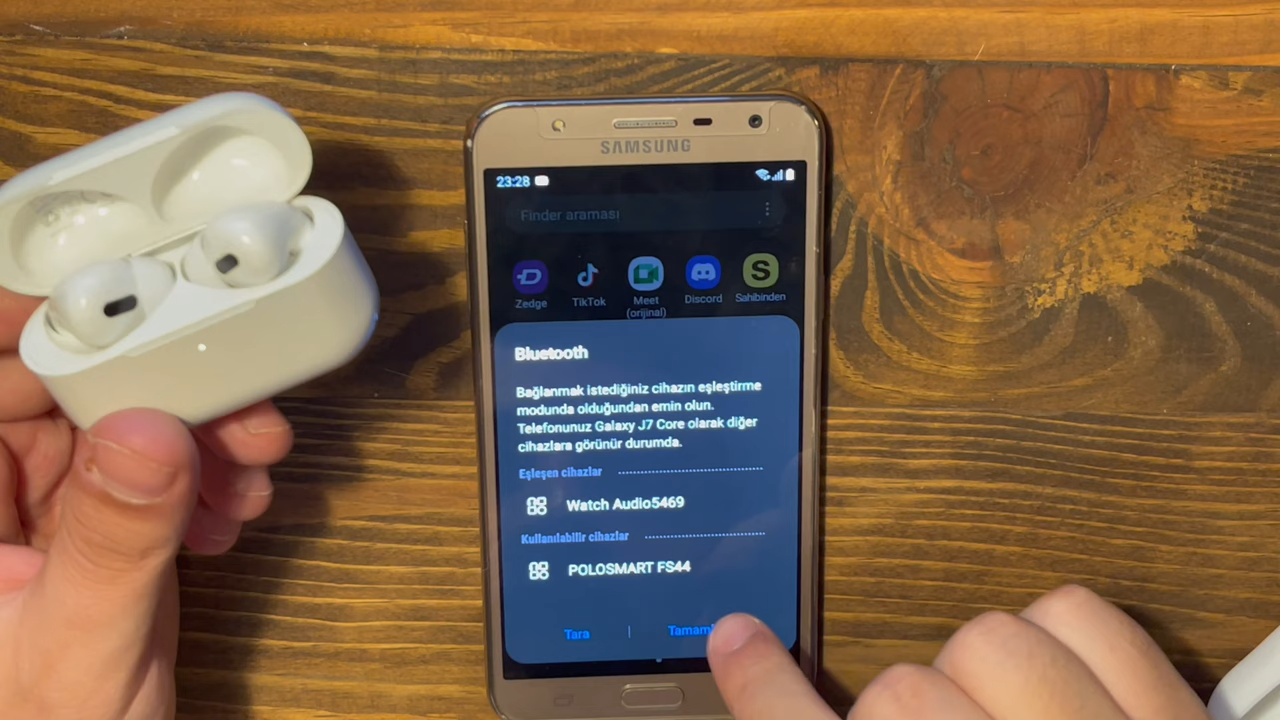 SAMSUNG
23:28
Finder araması
Zedge
TikTok
Meet
(orijinal)
Discord
S
Sahibinden
Bluetooth
Bağlanmak istediğiniz cihazın eşleştirme
modunda olduğundan emin olun.
Telefonunuz Galaxy J7 Core olarak diğer
cihazlara görünür durumda.
Eşleşen cihazlar
Watch Audio5469
Kullanılabilir cihazlar
POLOSMART FS44
Tara